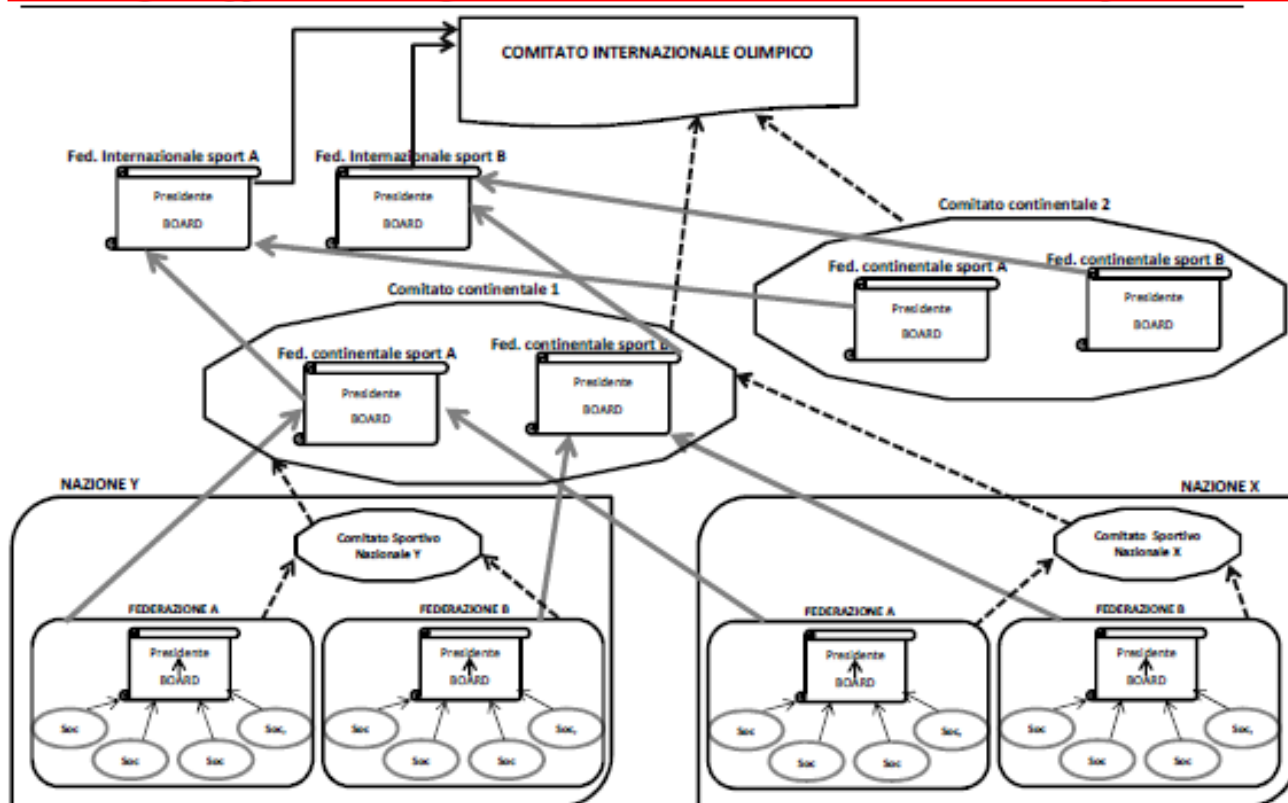 COMITATO INTERNAZIONALE OLIMPICO
Fed. Internazionale sport A
Presidente
BOARD
Fed. Internazionale sport B
Presidente
BOARD
Comitato continentale 2
Fed. continentale sport A
Presidente
BOARD
Fed. continentale sport B
Presidente
BOARD
Comitato continentale 1
Fed. continentale sport A
Presidente
BOARD
Fed. continentale sport B
Presidente
BOARD
NAZIONE Y
Comitato Sportivo
Nazionale Y
FEDERAZIONE A
Presidente
BOARD
Soc
Soc
Soc
Soc,
FEDERAZIONE B
Presidente
BOARD
Soc
Soc
Soc
Soc,
NAZIONE X
Comitato Sportivo
Nazionale X
FEDERAZIONE A
Presidente
BOARD
Soc
Soc
Soc
Soc,
FEDERAZIONE B
Presidente
BOARD
Soc
Soc
Soc
Soc,